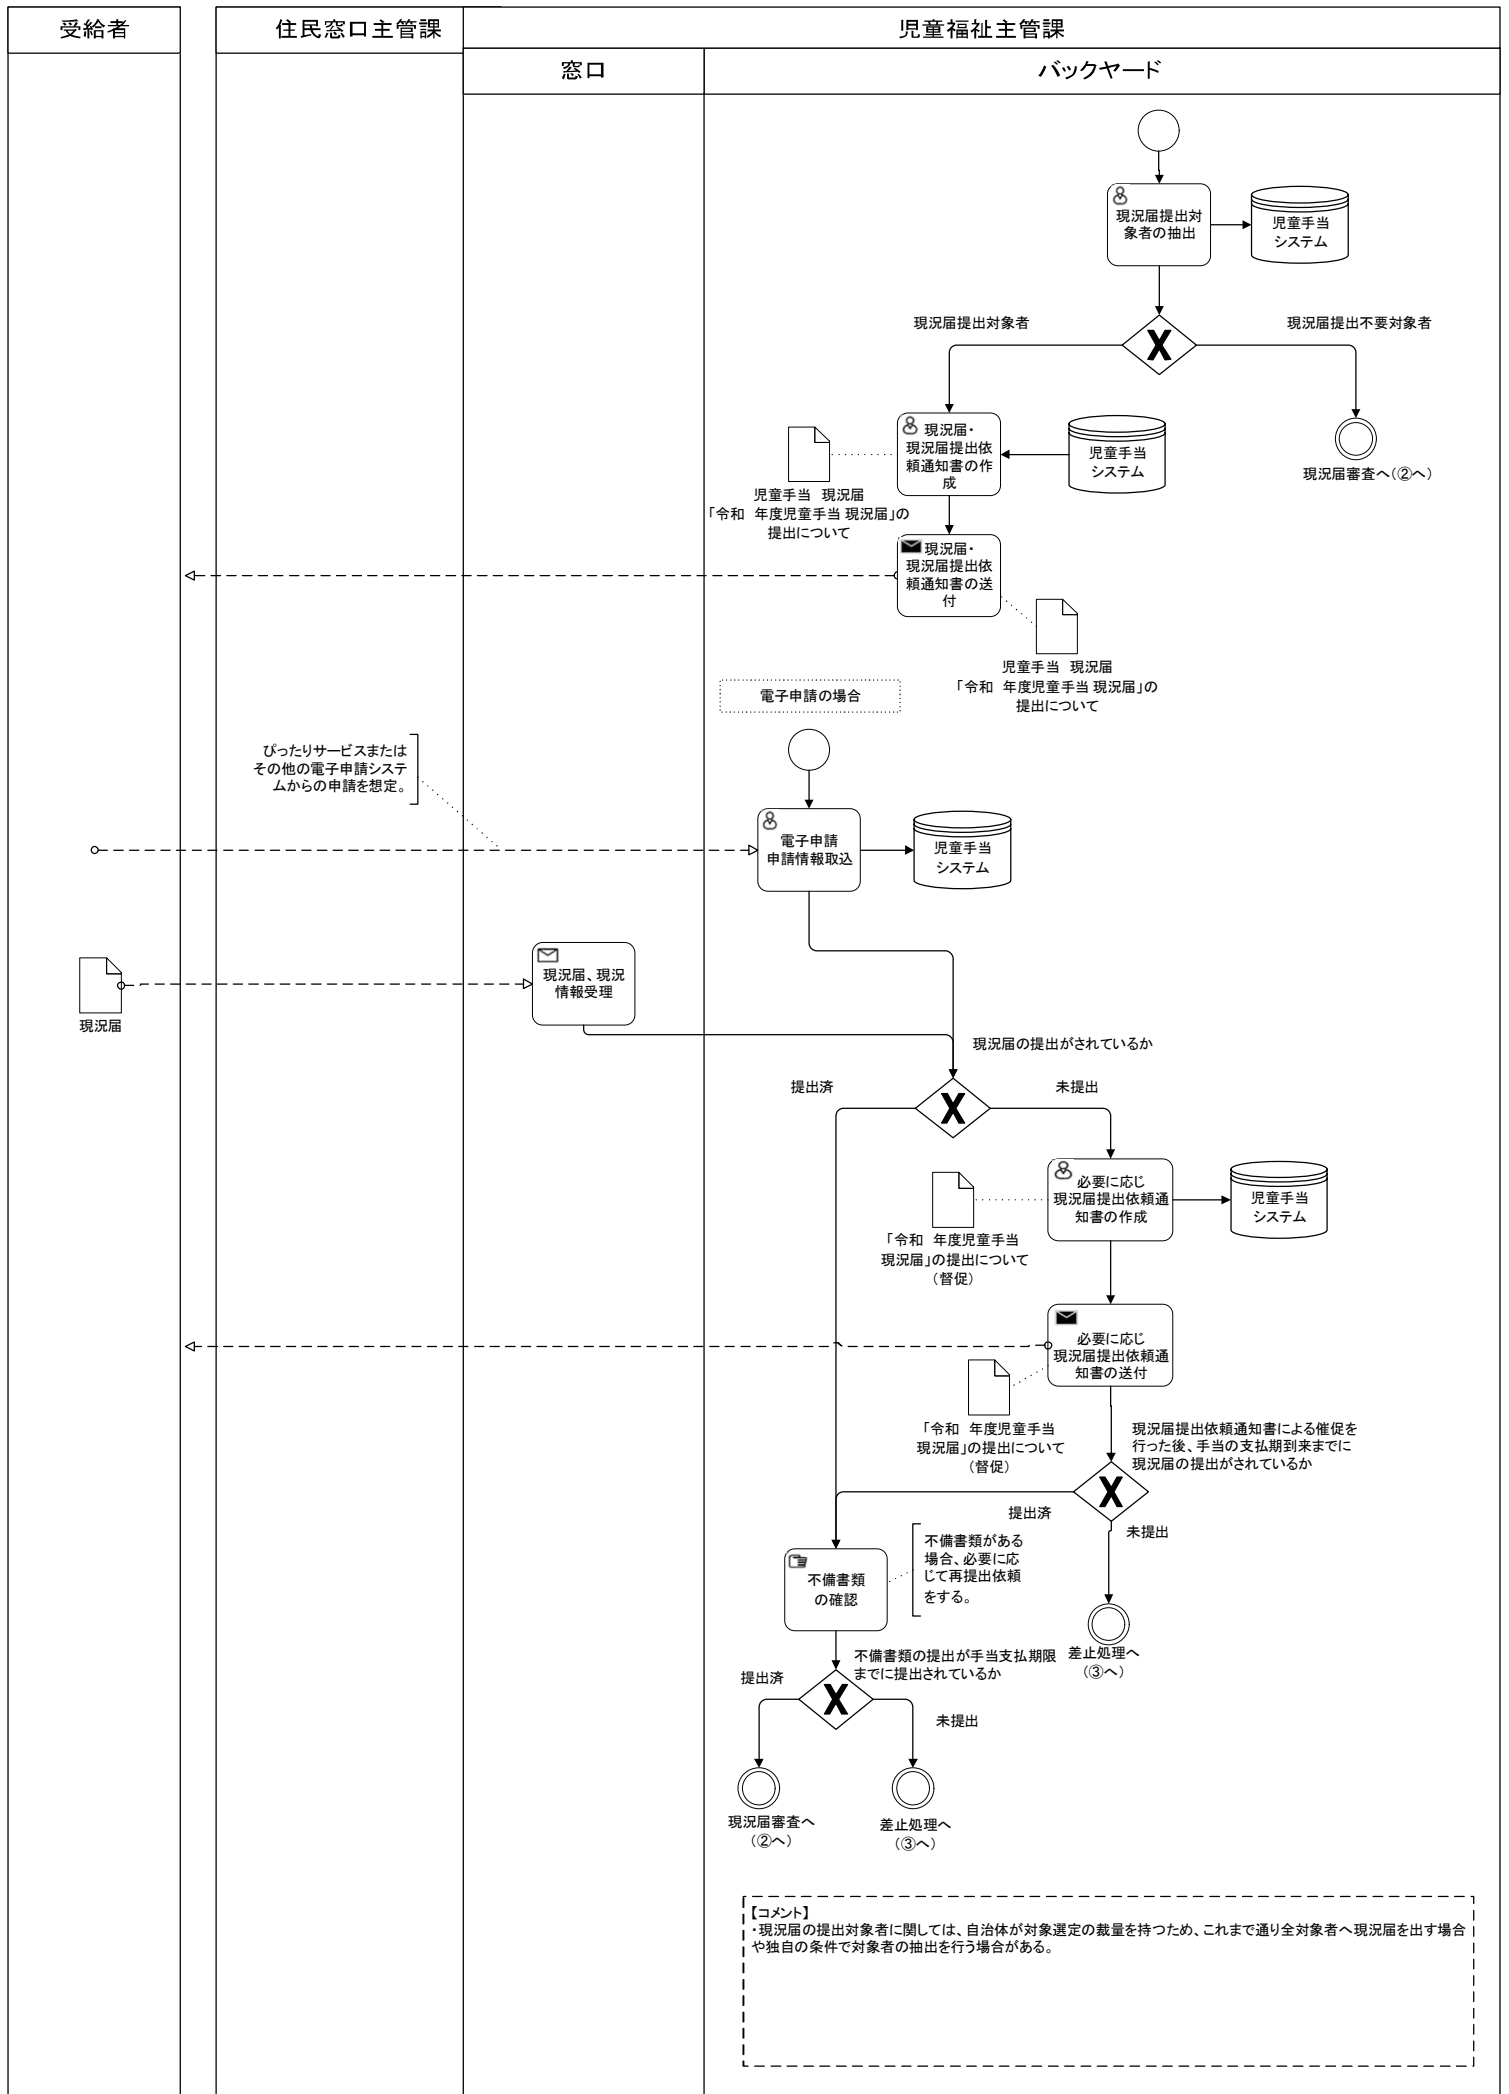 受給者
住民窓口主管課
児童福祉主管課
窓口
バックヤード
現況届提出対
象者の抽出
児童手当
システム
現況届提出対象者
現況届提出不要対象者
現況届・
現況届提出依
頼通知書の作
成
児童手当
システム
現況届審査へ(②へ)
児童手当 現況届
「令和 年度児童手当 現況届」の
提出について
現況届・
現況届提出依
頼通知書の送
付
児童手当 現況届
「令和 年度児童手当 現況届」の
提出について
電子申請の場合
ぴったりサービスまたは
その他の電子申請システ
ムからの申請を想定。
電子申請
申請情報取込
児童手当
システム
現況届、現況
情報受理
現況届
現況届の提出がされているか
提出済
未提出
必要に応じ
現況届提出依頼通
知書の作成
児童手当
システム
「令和 年度児童手当
現況届」の提出について
(督促)
必要に応じ
現況届提出依頼通
知書の送付
「令和 年度児童手当
現況届」の提出について
(督促)
現況届提出依頼通知書による催促を
行った後、手当の支払期到来までに
現況届の提出がされているか
提出済
未提出
不備書類
の確認
不備書類がある
場合、必要に応
じて再提出依頼
をする。
差止処理へ
(③へ)
不備書類の提出が手当支払期限
までに提出されているか
提出済
未提出
現況届審査へ
(②へ)
差止処理へ
(③へ)
【コメント】
・現況届の提出対象者に関しては、自治体が対象選定の裁量を持つため、これまで通り全対象者へ現況届を出す場合
や独自の条件で対象者の抽出を行う場合がある。